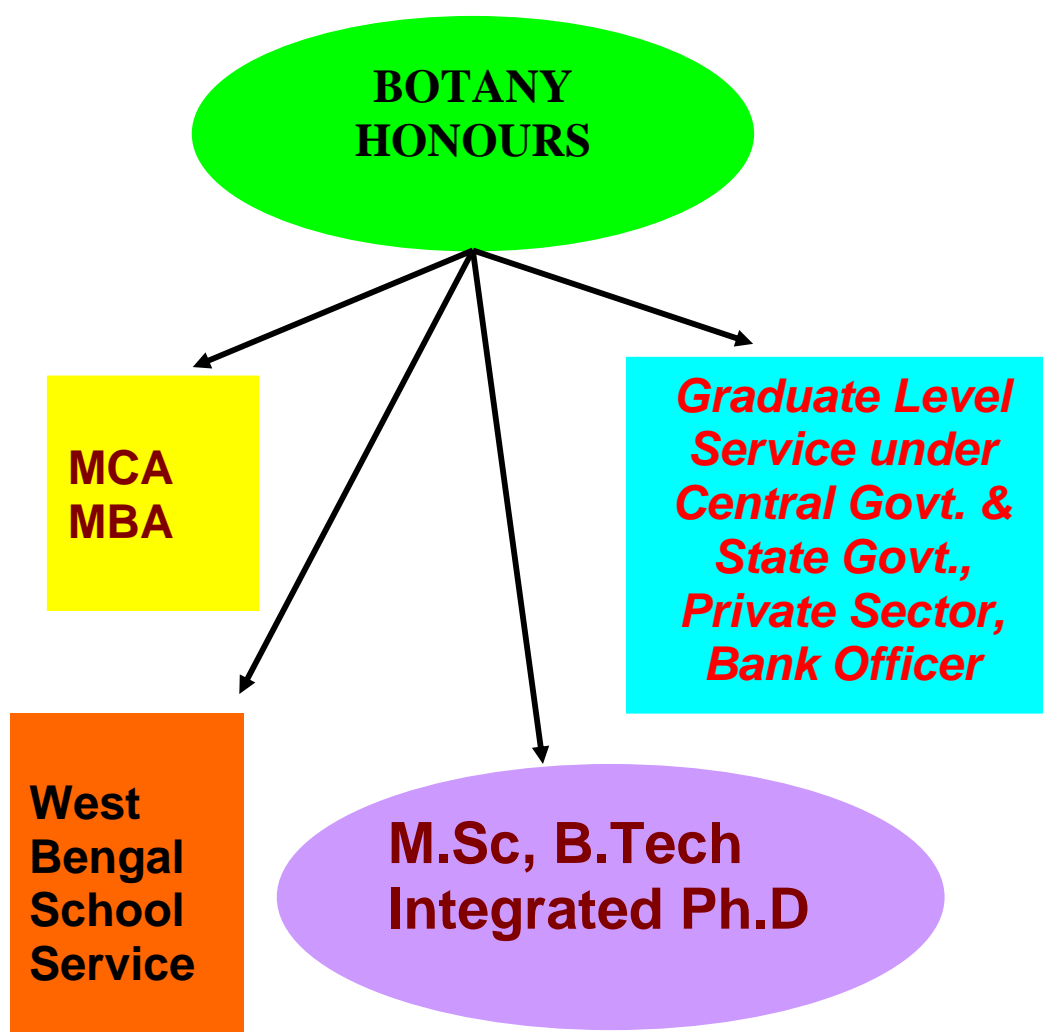 BOTANY
HONOURS
MCA
MBA
Graduate Level
Service under
Central Govt. &
State Govt.,
Private Sector,
Bank Officer
West
Bengal
School
Service
M.Sc, B.Tech
Integrated Ph.D